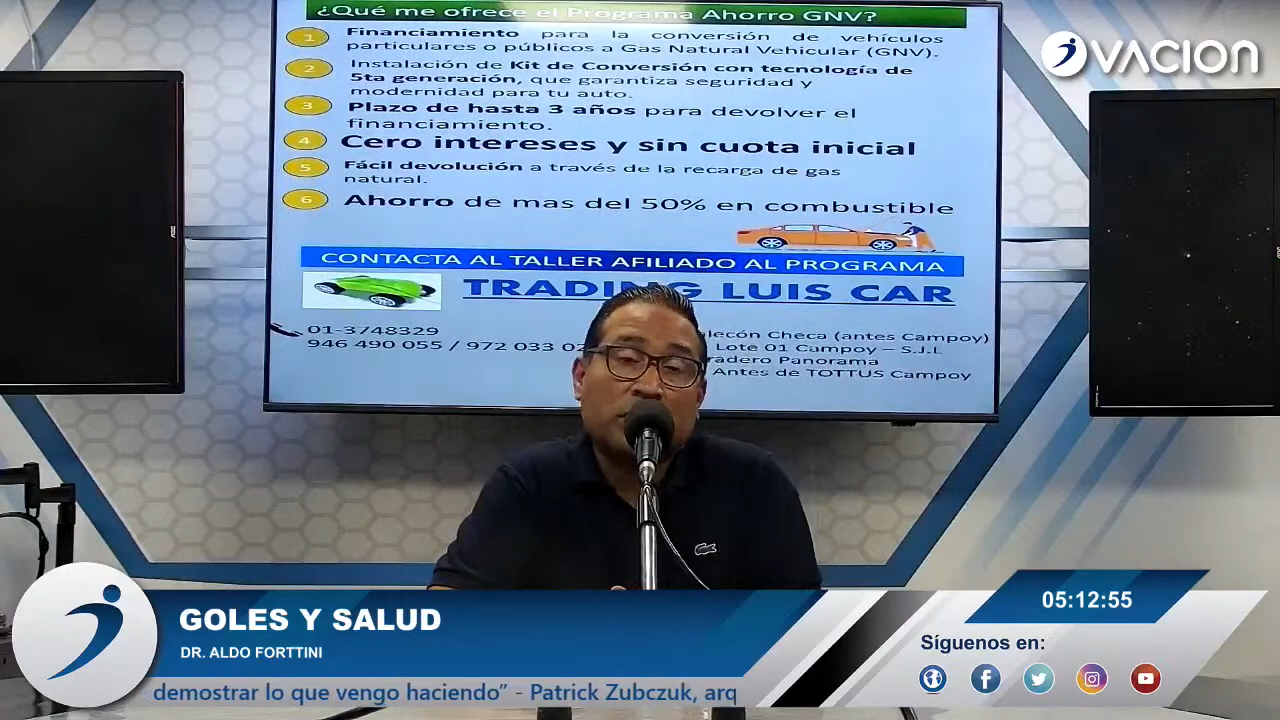 ¿Qué me ofrece el Programa Ahorro GNV?
OVACION
1 Financiamiento para la conversión de vehículos
particulares o públicos a Gas Natural Vehicular (GNV).
2 Instalación de Kit de Conversión con tecnología de
5ta generación, que garantiza seguridad y
modernidad para tu auto.
3 Plazo de hasta 3 años para devolver el
financiamiento.
4 Cero intereses y sin cuota inicial
5 Fácil devolución a través de la recarga de gas
natural.
6 Ahorro de mas del 50% en combustible
CONTACTA AL TALLER AFILIADO AL PROGRAMA
TRADING LUIS CAR
01-3748329
946 490 055 / 972 033
Checa (antes Campoy)
Lote 01 Campoy – S.J.L
Panorama
Antes de TOTTUS Campoy
GOLES Y SALUD
DR. ALDO FORTTINI
demostrar lo que vengo haciendo” - Patrick Zubczuk, arq
05:12:55
Síguenos en: